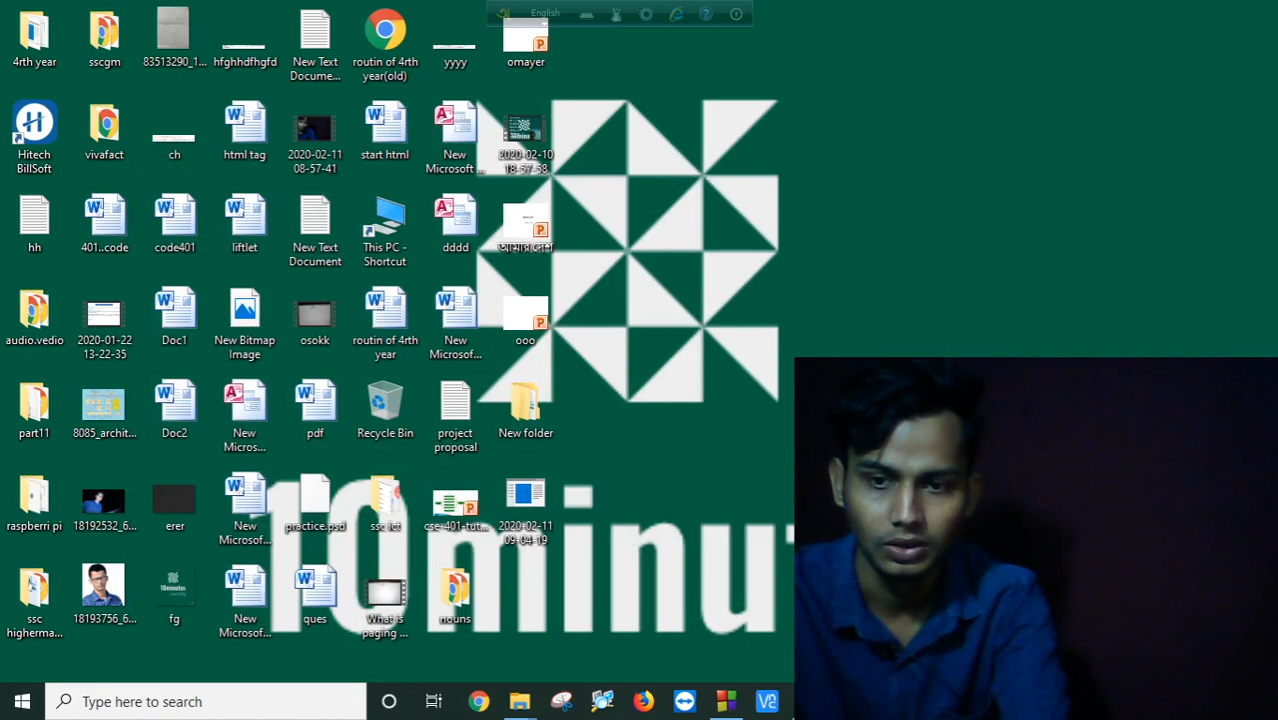 English
4rth year
sscgm
83513290_1...
hfghhdfhgfd
New Text
Docume...
routin of 4rth
year(old)
yyyy
omayer
Hitech
BillSoft
vivafact
ch
html tag
2020-02-11
08-57-41
start html
New
Microsoft ...
2020-02-10
18-57-58
hh
401..code
code401
liftlet
New Text
Document
This PC -
Shortcut
dddd
audio.vedio
2020-01-22
13-22-35
Doc1
New Bitmap
Image
osokk
routin of 4rth
year
New
Microsof...
ooo
part11
8085_archit...
Doc2
New
Micros...
pdf
Recycle Bin
project
proposal
New folder
raspberri pi
18192532_6...
erer
New
Microsof...
practice.psd
ssc ict
cse-401-tut...
2020-02-11
09-04-19
10minu
ssc
higherma...
18193756_6...
fg
New
Microsof...
ques
What is
paging ...
nouns
Type here to search